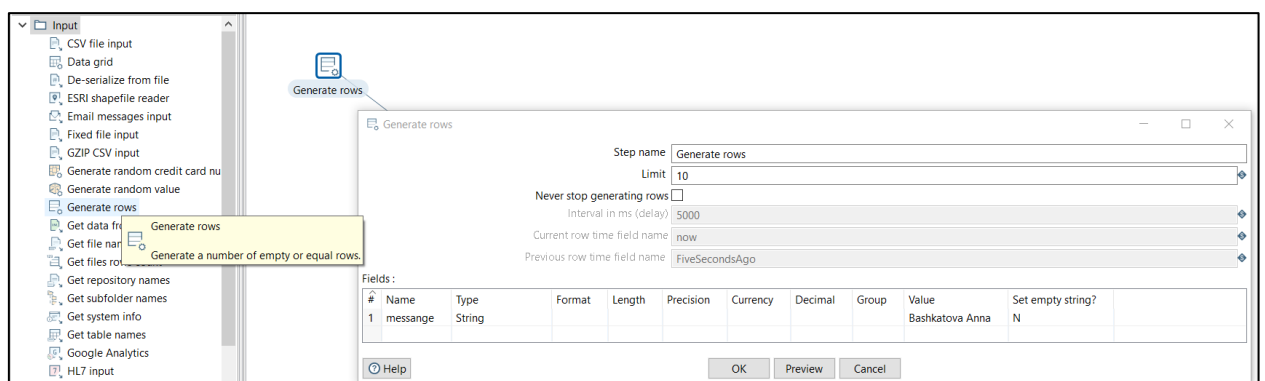 Input
CSV file input
Data grid
De-serialize from file
ESRI shapefile reader
Email messages input
Fixed file input
GZIP CSV input
Generate random credit card nu
Generate random value
Generate rows
Get data fr
Get file nam
Get files ro
Get repository names
Get subfolder names
Get system info
Get table names
Google Analytics
HL7 input
Generate rows
Generate a number of empty or equal rows.
Generate rows
Generate rows
Step name Generate rows
Limit 10
Never stop generating rows
Interval in ms (delay) 5000
Current row time field name now
Previous row time field name FiveSecondsAgo
Fields :
# Name Type Format Length Precision Currency Decimal Group Value Set empty string?
1 messange String Bashkatova Anna N
Help OK Preview Cancel